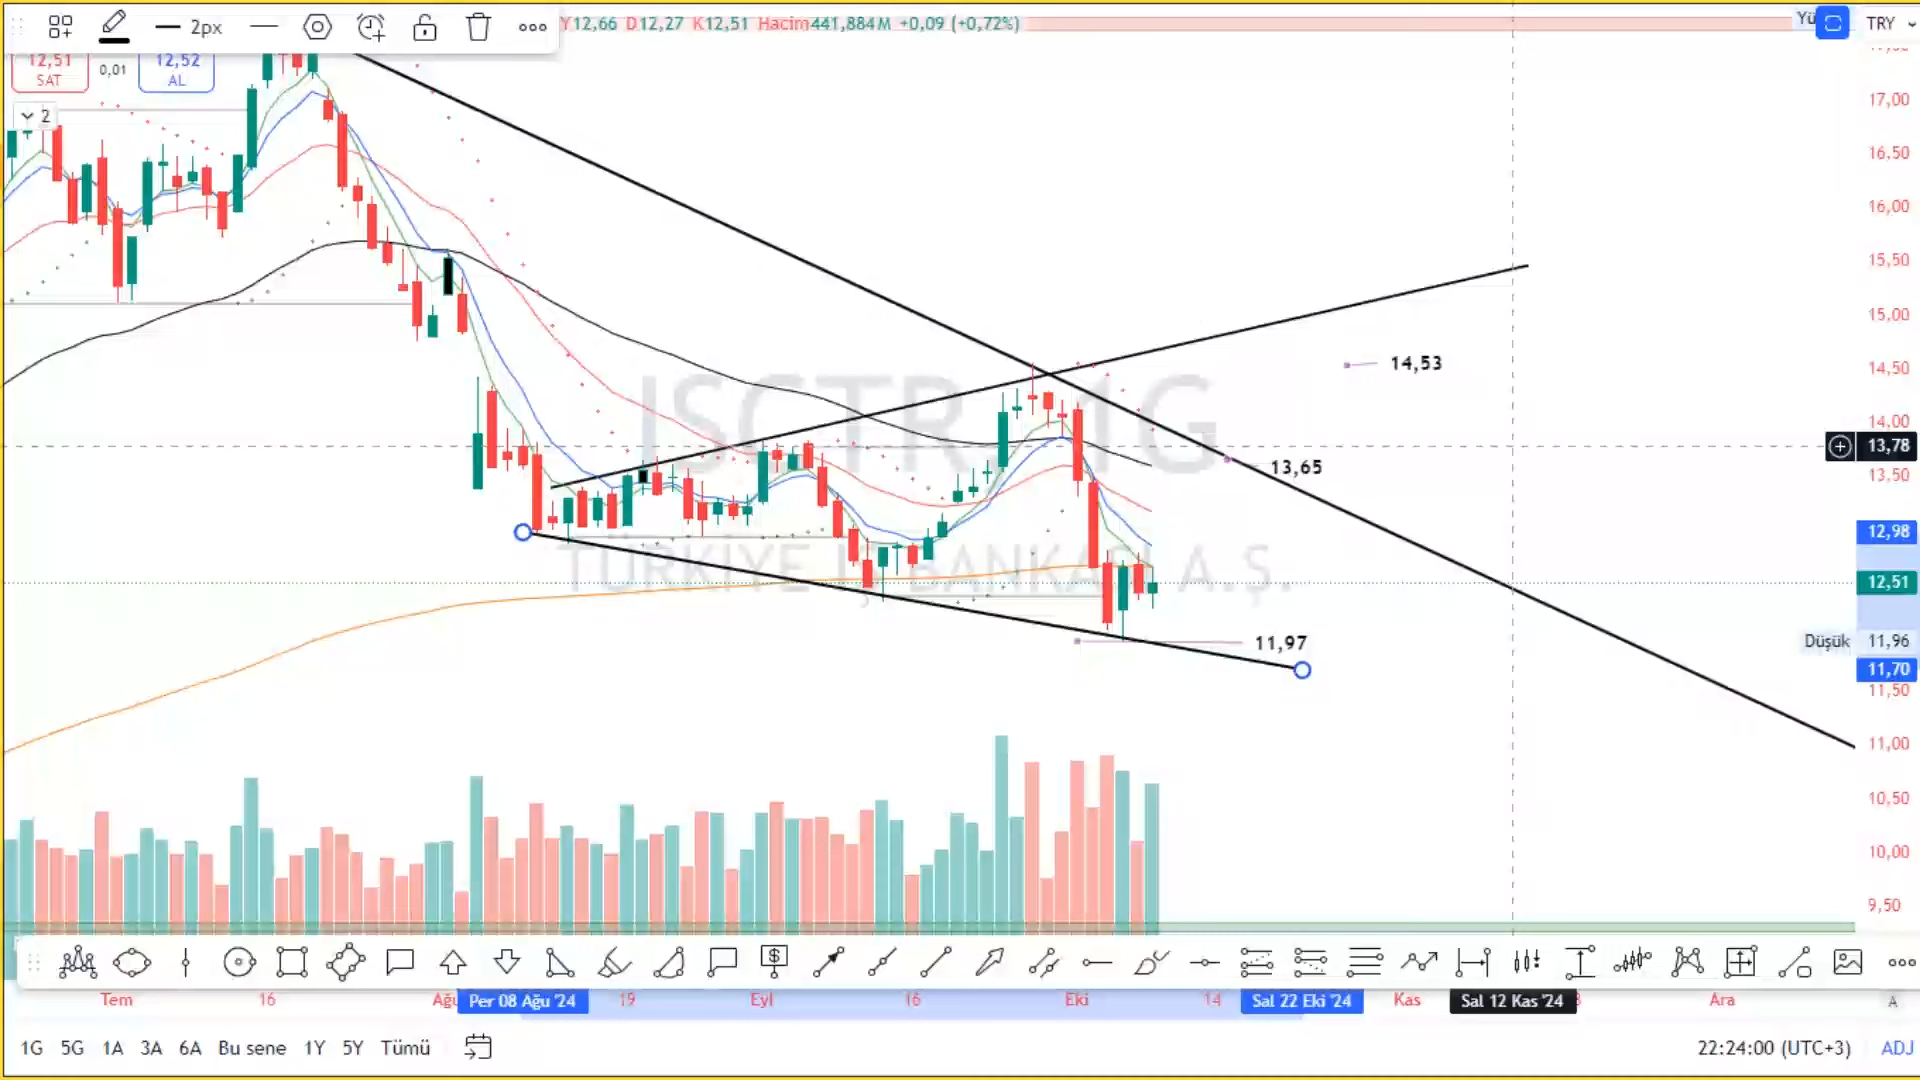 2px
Y12,66 D12,27 K12,51 Hacim441,884 M +0,09 (+0,72%)
TRY
12,51
SAT
0,01
12,52
AL
2
ISCTR 1G
TÜRKİYE İŞ BANKASI A.Ş.
14,53
13,65
11,97
17,00
16,50
16,00
15,50
15,00
14,50
14,00
13,78
13,50
12,98
12,51
Düşük 11,96
11,70
11,50
11,00
10,50
10,00
9,50
Tem 16 Per 08 Ağu '24 19 Eyl 16 Eki 14 Sal 22 Eki '24 Kas Sal 12 Kas '24 Ara A
1G 5G 1A 3A 6A Bu sene 1Y 5Y Tümü
22:24:00 (UTC+3) ADJ